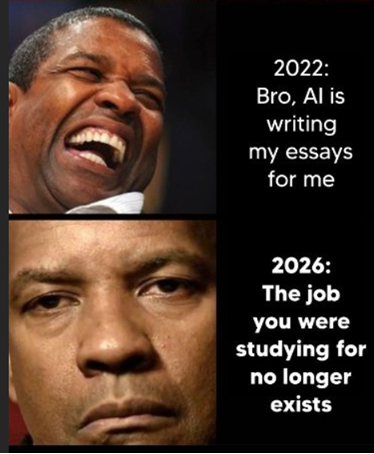 2022:
Bro, AI is
writing
my essays
for me
2026:
The job
you were
studying for
no longer
exists